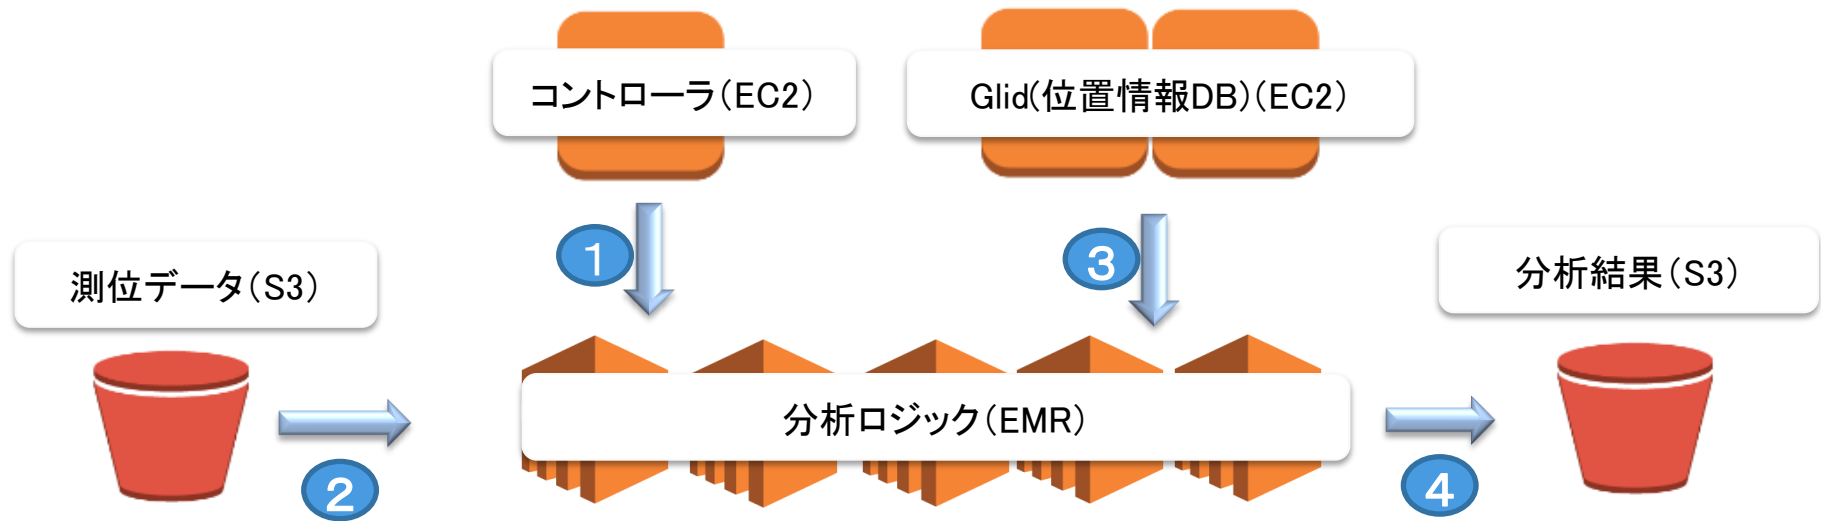 コントローラ(EC2)
Glid(位置情報DB)(EC2)
1
3
測位データ(S3)
分析結果(S3)
分析ロジック(EMR)
2
4